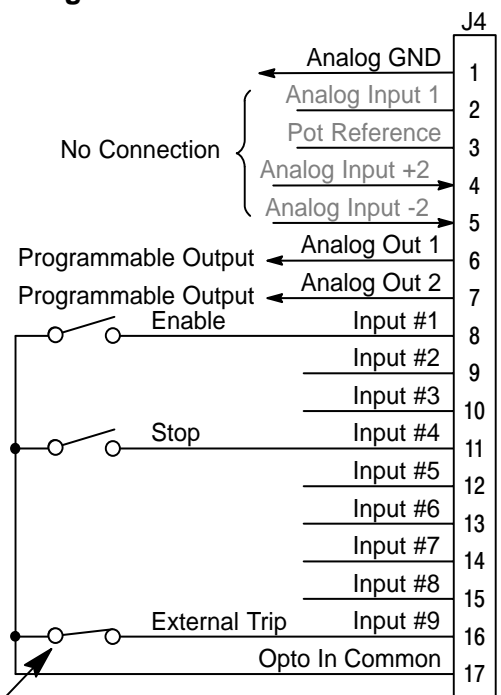 J4
Analog GND 1
Analog Input 1 2
Pot Reference 3
No Connection
Analog Input +2 4
Analog Input -2 5
Programmable Output Analog Out 1 6
Programmable Output Analog Out 2 7
Enable Input #1 8
Input #2 9
Input #3 10
Stop Input #4 11
Input #5 12
Input #6 13
Input #7 14
Input #8 15
External Trip Input #9 16
Opto In Common 17